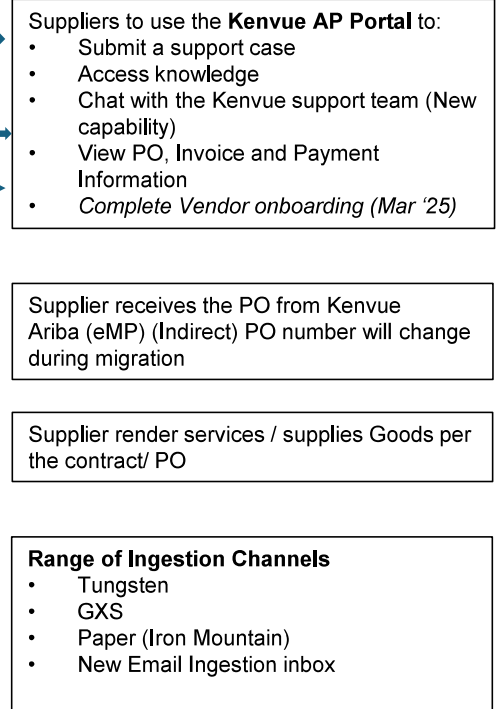 Suppliers to use the Kenvue AP Portal to:
• Submit a support case
• Access knowledge
• Chat with the Kenvue support team (New
capability)
• View PO, Invoice and Payment
Information
• Complete Vendor onboarding (Mar ‘25)
Supplier receives the PO from Kenvue
Ariba (eMP) (Indirect) PO number will change
during migration
Supplier render services / supplies Goods per
the contract/ PO
Range of Ingestion Channels
• Tungsten
• GXS
• Paper (Iron Mountain)
• New Email Ingestion inbox